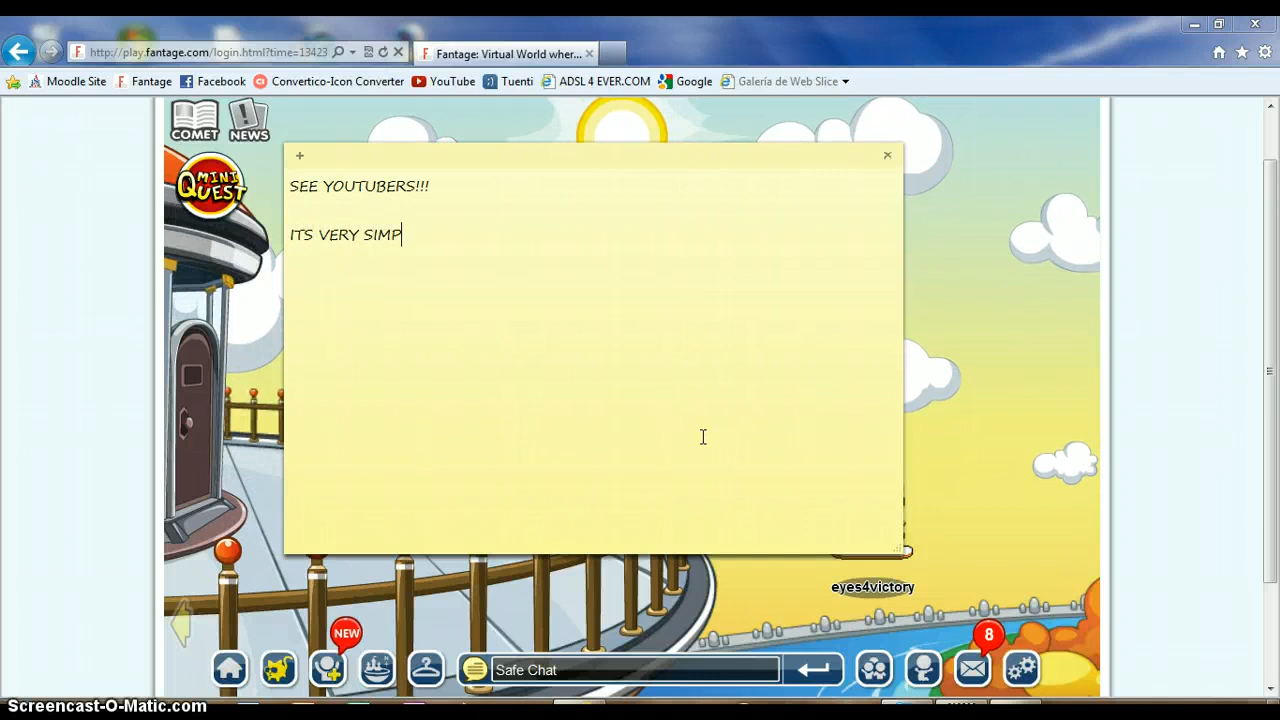 http://play.fantage.com/login.html?time=13423
Fantage: Virtual World wher...
Moodle Site
Fantage
Facebook
Convertico-Icon Converter
YouTube
Tuenti
ADSL 4 EVER.COM
Google
Galería de Web Slice
COMET
NEWS
MINI
QUEST
SEE YOUTUBERS!!!
ITS VERY SIMP
eyes4victory
NEW
8
Safe Chat
Screencast-O-Matic.com